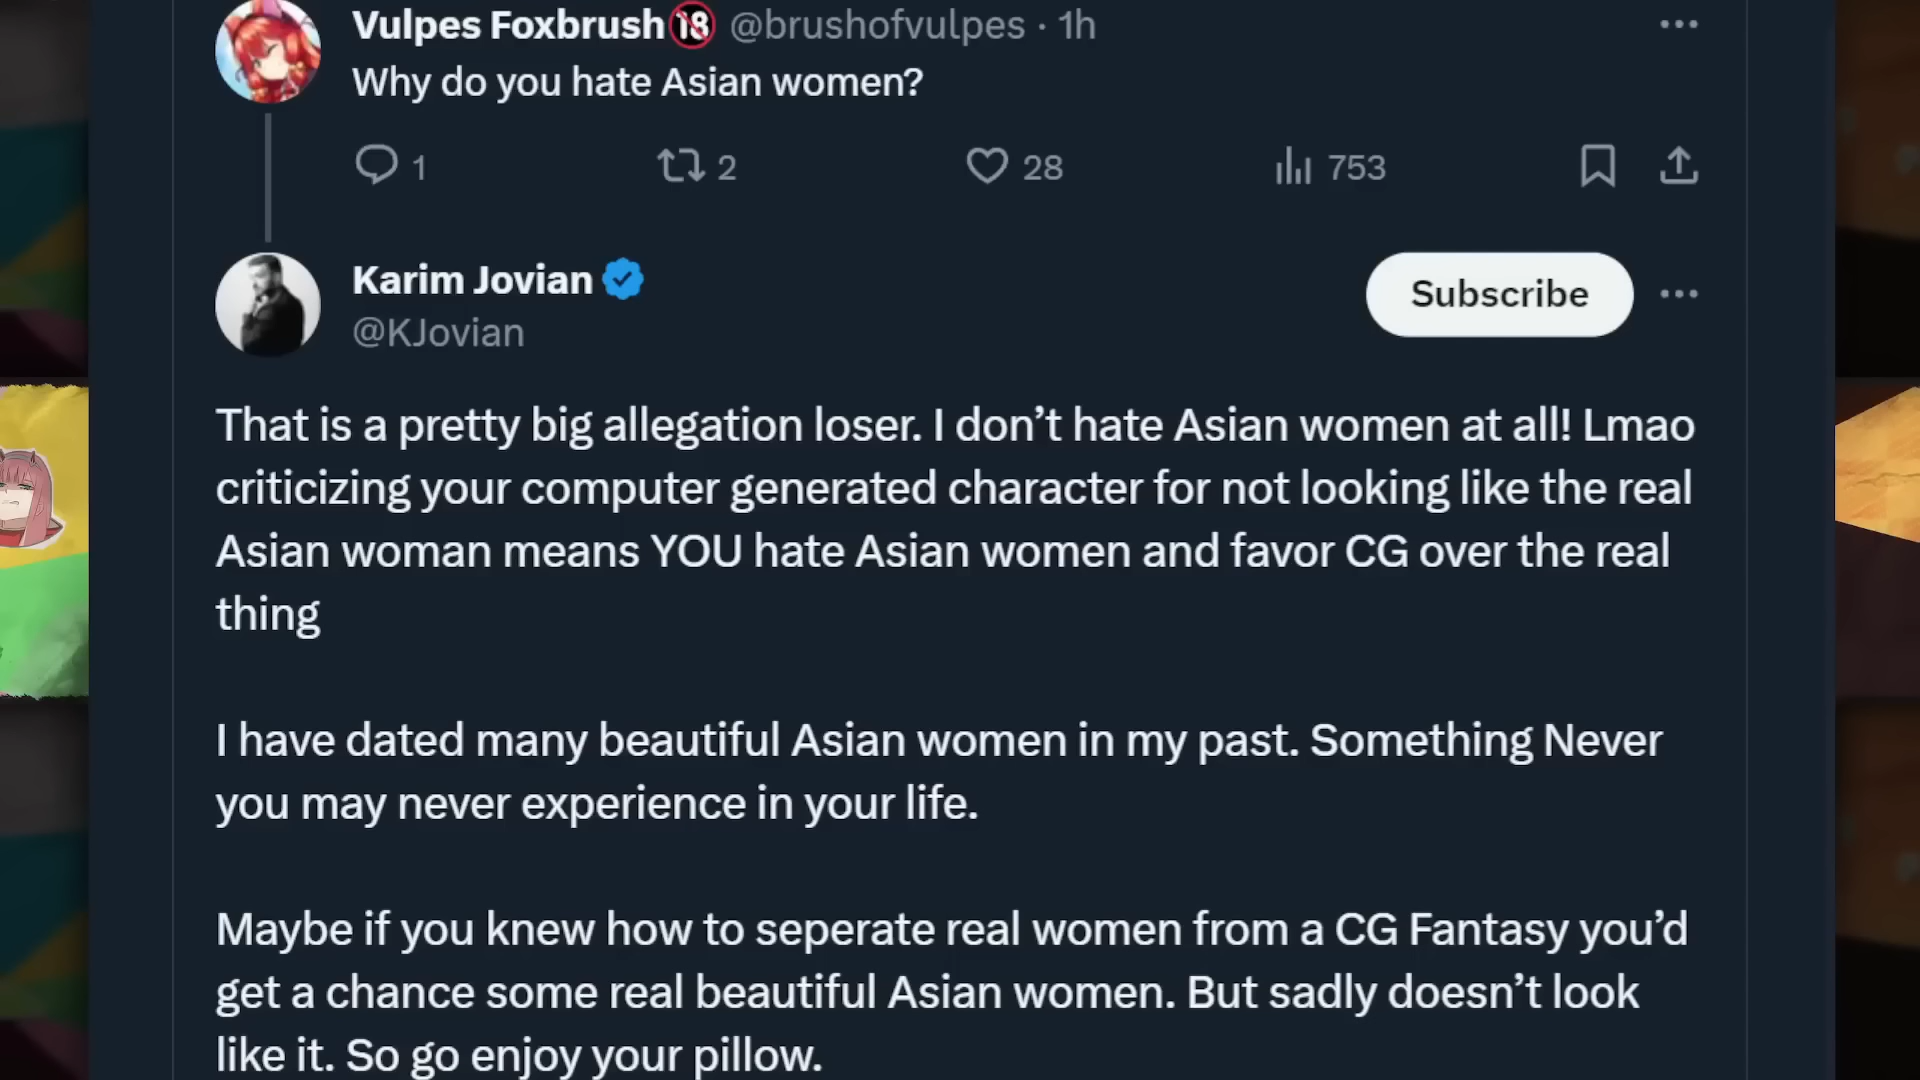 Vulpes Foxbrush🔞 @brushofvulpes · 1h
Why do you hate Asian women?
1 2 28 753
Karim Jovian
Subscribe
@KJovian
That is a pretty big allegation loser. I don’t hate Asian women at all! Lmao
criticizing your computer generated character for not looking like the real
Asian woman means YOU hate Asian women and favor CG over the real
thing
I have dated many beautiful Asian women in my past. Something Never
you may never experience in your life.
Maybe if you knew how to seperate real women from a CG Fantasy you’d
get a chance some real beautiful Asian women. But sadly doesn’t look
like it. So go enjoy your pillow.